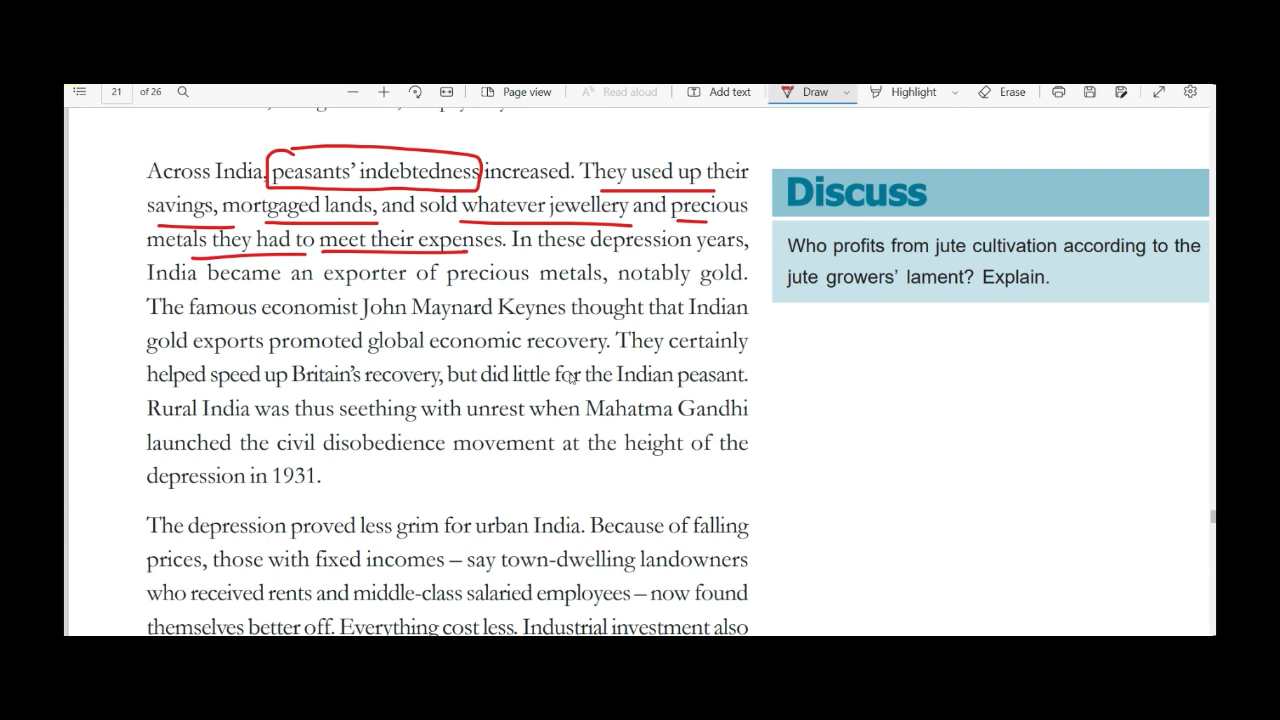 21 of 26 Page view Read aloud Add text Draw Highlight Erase
Across India, peasants' indebtedness increased. They used up their
savings, mortgaged lands, and sold whatever jewellery and precious
metals they had to meet their expenses. In these depression years,
India became an exporter of precious metals, notably gold.
The famous economist John Maynard Keynes thought that Indian
gold exports promoted global economic recovery. They certainly
helped speed up Britain's recovery, but did little for the Indian peasant.
Rural India was thus seething with unrest when Mahatma Gandhi
launched the civil disobedience movement at the height of the
depression in 1931.
The depression proved less grim for urban India. Because of falling
prices, those with fixed incomes – say town-dwelling landowners
who received rents and middle-class salaried employees – now found
themselves better off. Everything cost less. Industrial investment also
Discuss
Who profits from jute cultivation according to the
jute growers' lament? Explain.